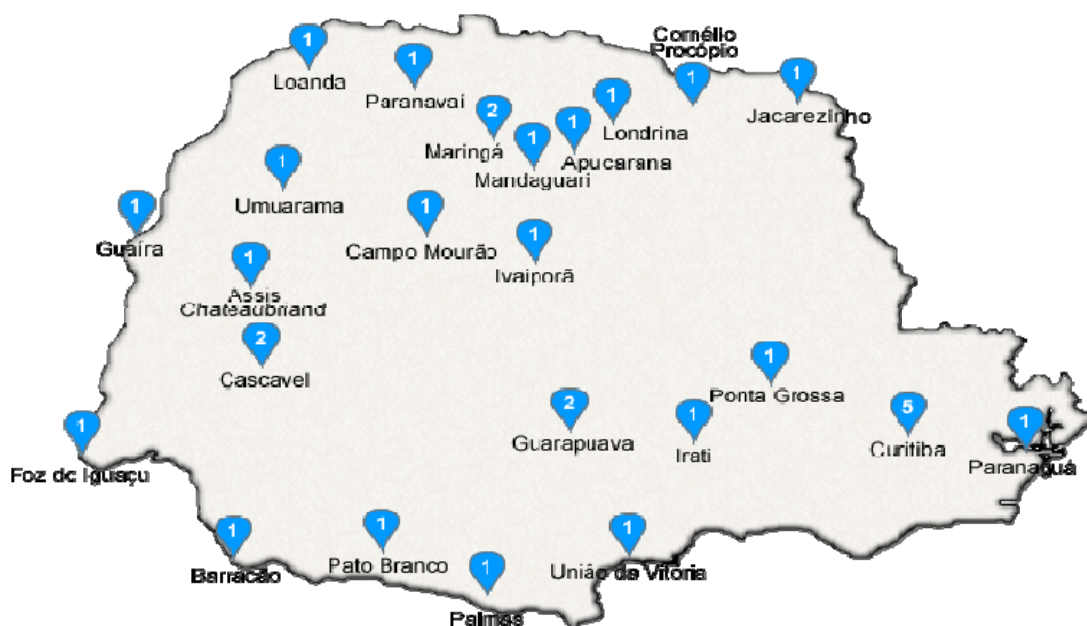 Cornélio
Procópio
1
Loanda
1
Paranavaí
1
1
Jacarezinho
1
Londrina
2
Maringá
1
Apucarana
1
Mandaguari
1
Umuarama
1
Guaíra
1
Campo Mourão
1
Ivaiporã
1
Assis
Chateaubriand
2
Cascavel
1
Ponta Grossa
2
Guarapuava
1
Irati
5
Curitiba
1
Paranaguá
1
Foz do Iguaçu
1
Barracão
1
Pato Branco
1
União da Vitória
1
Palmas